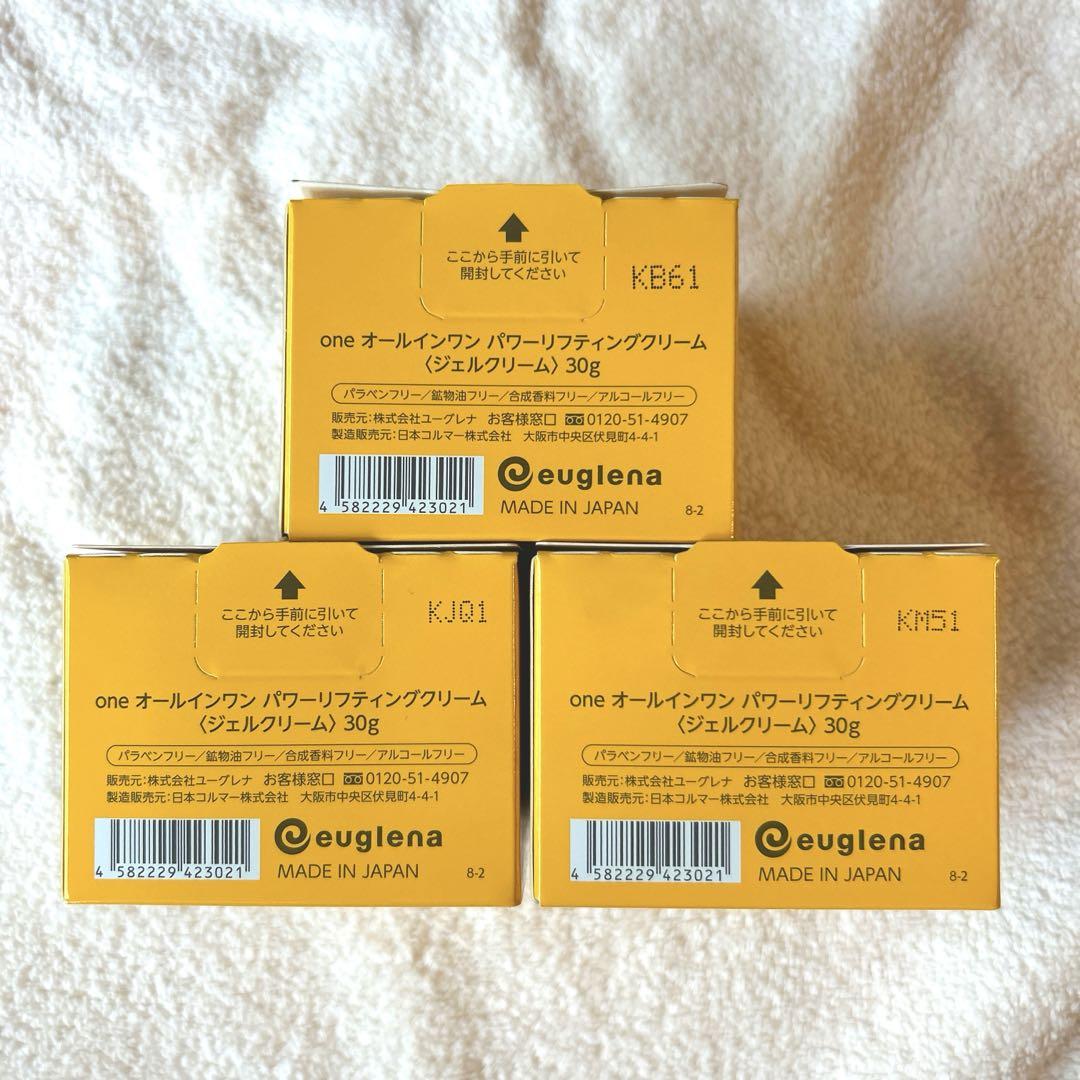 ここから手前に引いて
開封してください
KB61
one オールインワン パワーリフティングクリーム
〈ジェルクリーム〉 30g
パラベンフリー/鉱物油フリー/合成香料フリー/アルコールフリー
販売元:株式会社ユーグレナ お客様窓口 0120-51-4907
製造販売元:日本コルマー株式会社 大阪市中央区伏見町4-4-1
4 582229 423021
euglena
MADE IN JAPAN
8-2
ここから手前に引いて
開封してください
KJQ1
one オールインワン パワーリフティングクリーム
〈ジェルクリーム〉 30g
パラベンフリー/鉱物油フリー/合成香料フリー/アルコールフリー
販売元:株式会社ユーグレナ お客様窓口 0120-51-4907
製造販売元:日本コルマー株式会社 大阪市中央区伏見町4-4-1
4 582229 423021
euglena
MADE IN JAPAN
8-2
ここから手前に引いて
開封してください
KM51
one オールインワン パワーリフティングクリーム
〈ジェルクリーム〉 30g
パラベンフリー/鉱物油フリー/合成香料フリー/アルコールフリー
販売元:株式会社ユーグレナ お客様窓口 0120-51-4907
製造販売元:日本コルマー株式会社 大阪市中央区伏見町4-4-1
4 582229 423021
euglena
MADE IN JAPAN
8-2